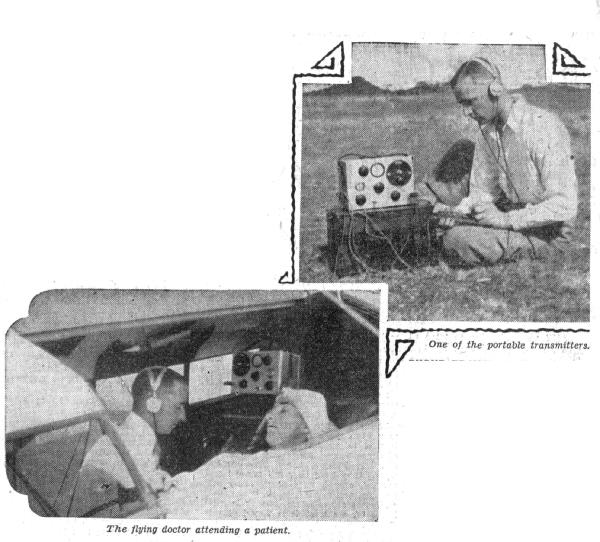 One of the portable transmitters.
The flying doctor attending a patient.